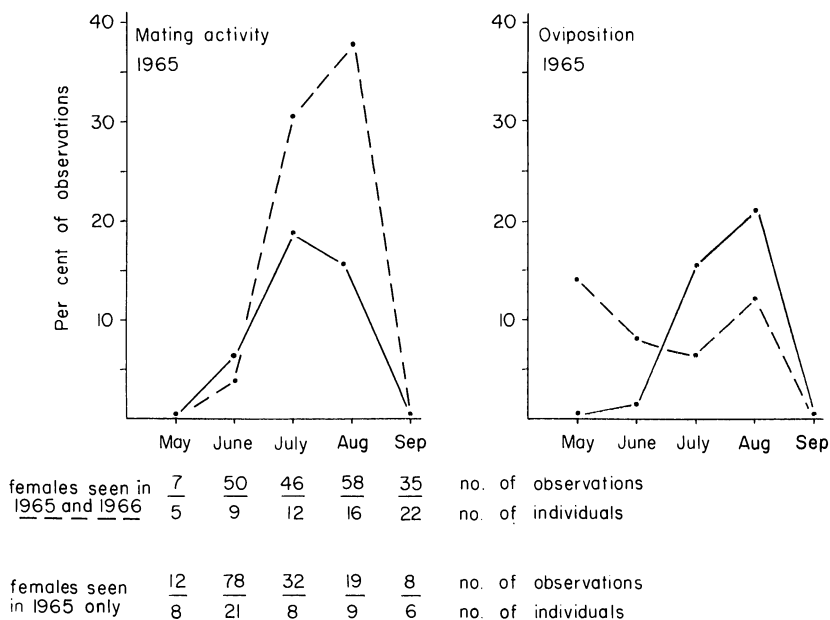 Mating activity
1965
40
30
20
10
Per cent of observations
May June July Aug Sep
Oviposition
1965
40
30
20
10
May June July Aug Sep
females seen in 1965 and 1966
7 50 46 58 35 no. of observations
5 9 12 16 22 no. of individuals
females seen in 1965 only
12 78 32 19 8 no. of observations
8 21 8 9 6 no. of individuals